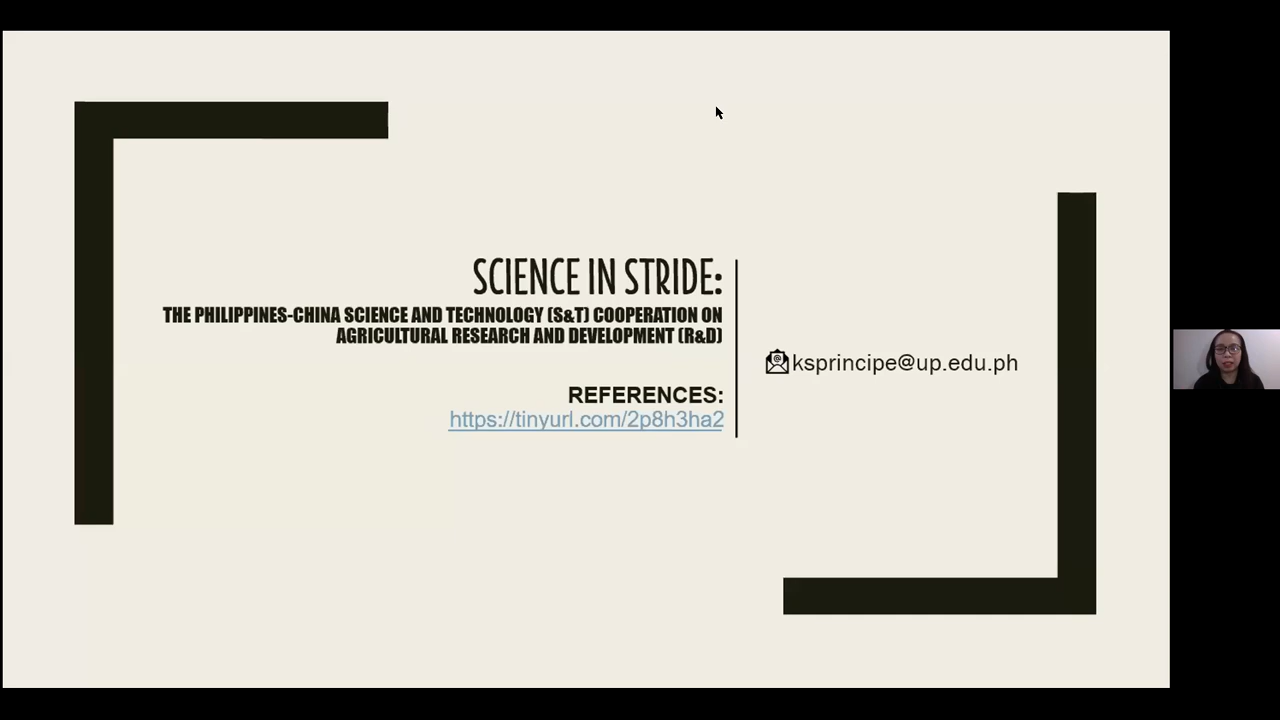 SCIENCE IN STRIDE:
THE PHILIPPINES-CHINA SCIENCE AND TECHNOLOGY (S&T) COOPERATION ON
AGRICULTURAL RESEARCH AND DEVELOPMENT (R&D)
REFERENCES:
https://tinyurl.com/2p8h3ha2
ksprincipe@up.edu.ph